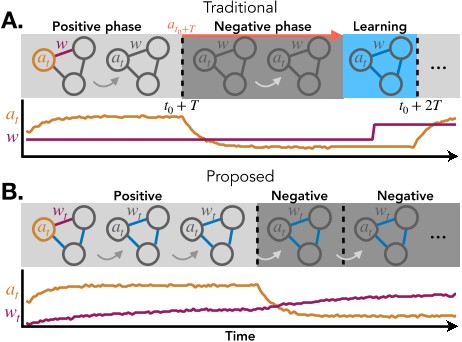 Traditional
A. Positive phase a_{t_0+T} Negative phase Learning
w w w w w
a_t a_t a_t a_t a_t ...
t_0 + T t_0 + 2T
a_t
w
Proposed
B. Positive Negative Negative
w_t w_t w_t w_t w_t
a_t a_t a_t a_t a_t ...
a_t
w_t
Time